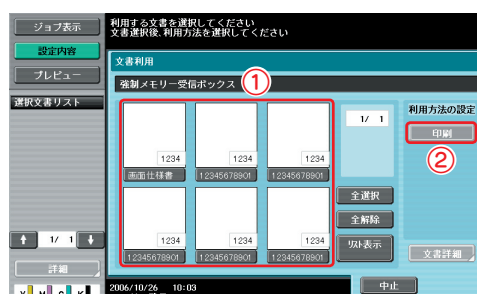 ジョブ表示
利用する文書を選択してください
文書選択後、利用方法を選択してください
設定内容
プレビュー
選択文書リスト
文書利用
強制メモリー受信ボックス
①
1/ 1
利用方法の設定
印刷
②
1234
1234
1234
画面仕様書
12345678901
12345678901
全選択
全解除
1234
1234
1234
リスト表示
12345678901
12345678901
12345678901
↑ 1/ 1 ↓
文書詳細
詳細
2006/10/26 10:03
中止
Y M C K